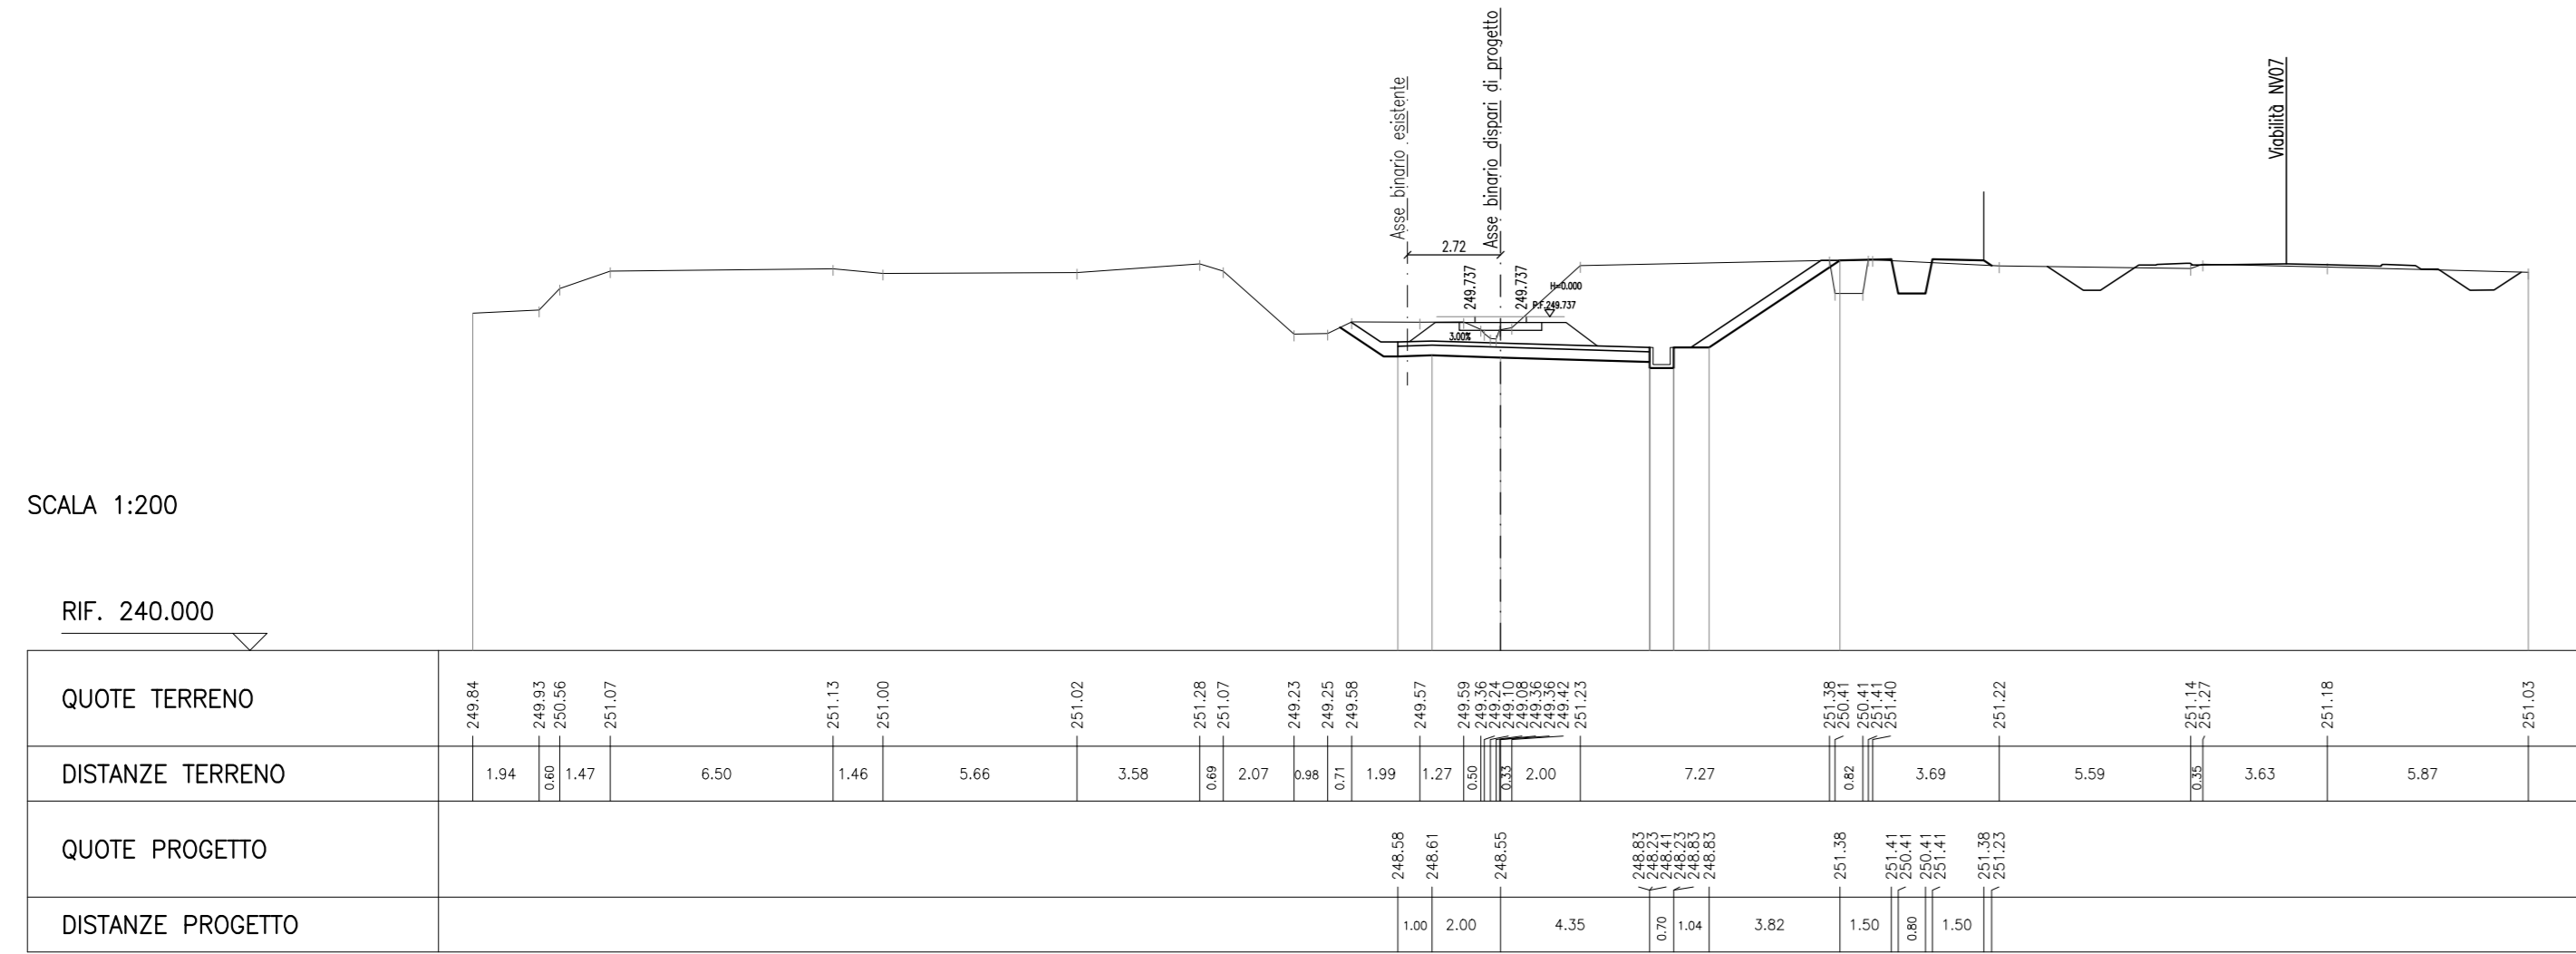 Asse binario esistente
Asse binario dispari di progetto
Viabilità NV07
2.72
249.737
249.737
H=0.000
P.F.249.737
3.00%
SCALA 1:200
RIF. 240.000
QUOTE TERRENO
249.84 249.93 250.56 251.07 251.13 251.00 251.02 251.28 251.07 249.23 249.25 249.58 249.57 249.59 249.36 249.24 249.10 249.08 249.36 249.36 249.42 251.23 251.38 250.41 250.41 251.41 251.40 251.22 251.14 251.27 251.18 251.03
DISTANZE TERRENO
1.94 0.60 1.47 6.50 1.46 5.66 3.58 0.69 2.07 0.98 0.71 1.99 1.27 0.50 0.33 2.00 7.27 0.82 3.69 5.59 0.35 3.63 5.87
QUOTE PROGETTO
248.58 248.61 248.55 248.83 248.23 248.41 248.23 248.83 248.83 251.38 251.41 250.41 250.41 251.41 251.38 251.23
DISTANZE PROGETTO
1.00 2.00 4.35 0.70 1.04 3.82 1.50 0.80 1.50